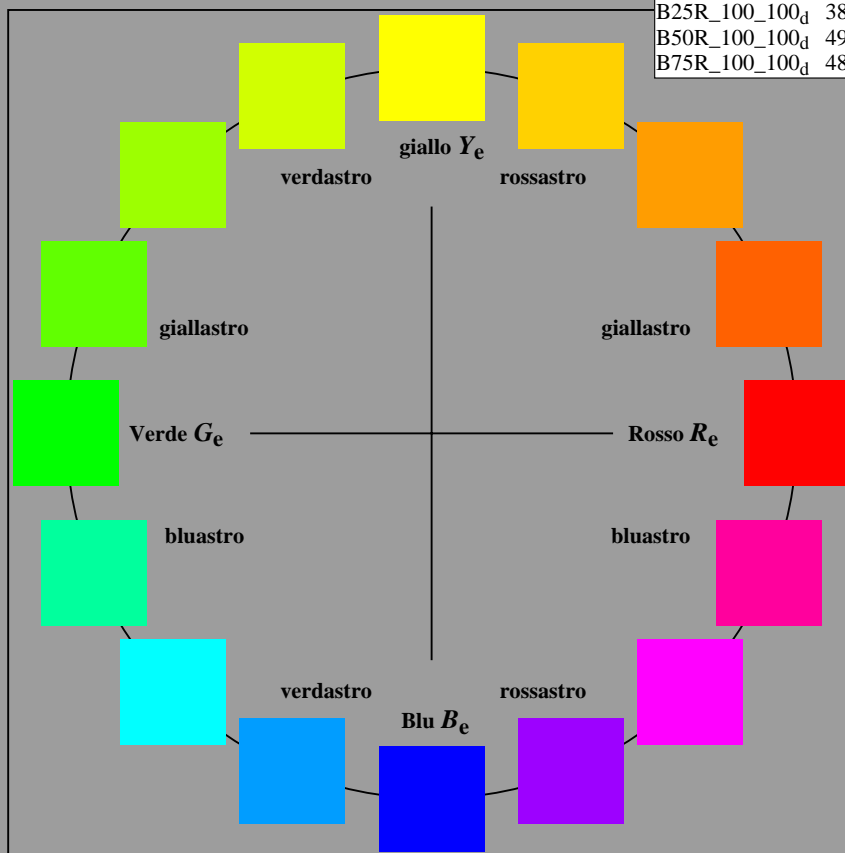 B25R_100_100d 38
B50R_100_100d 49
B75R_100_100d 48
giallo Ye
verdastro rossastro
giallastro giallastro
Verde Ge Rosso Re
bluastro bluastro
verdastro rossastro
Blu Be